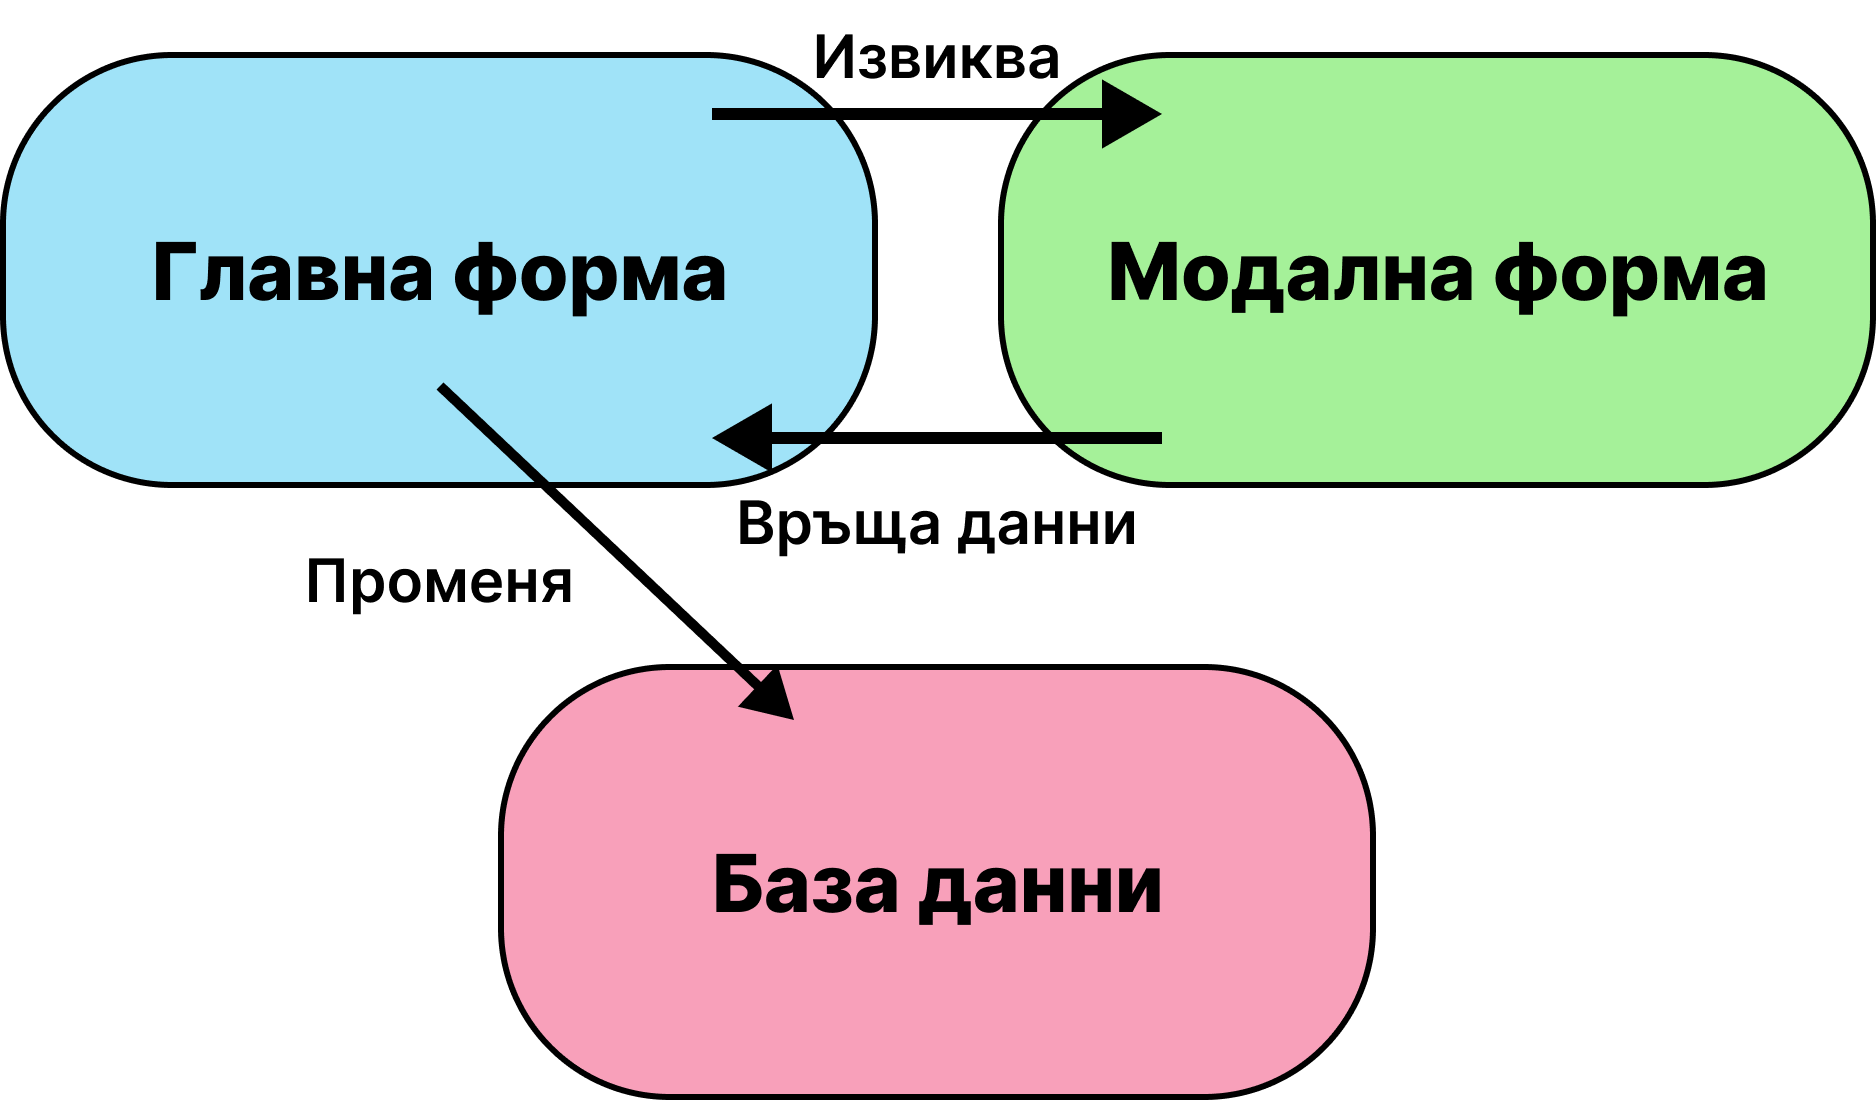 Извиква
Главна форма
Модална форма
Връща данни
Променя
База данни